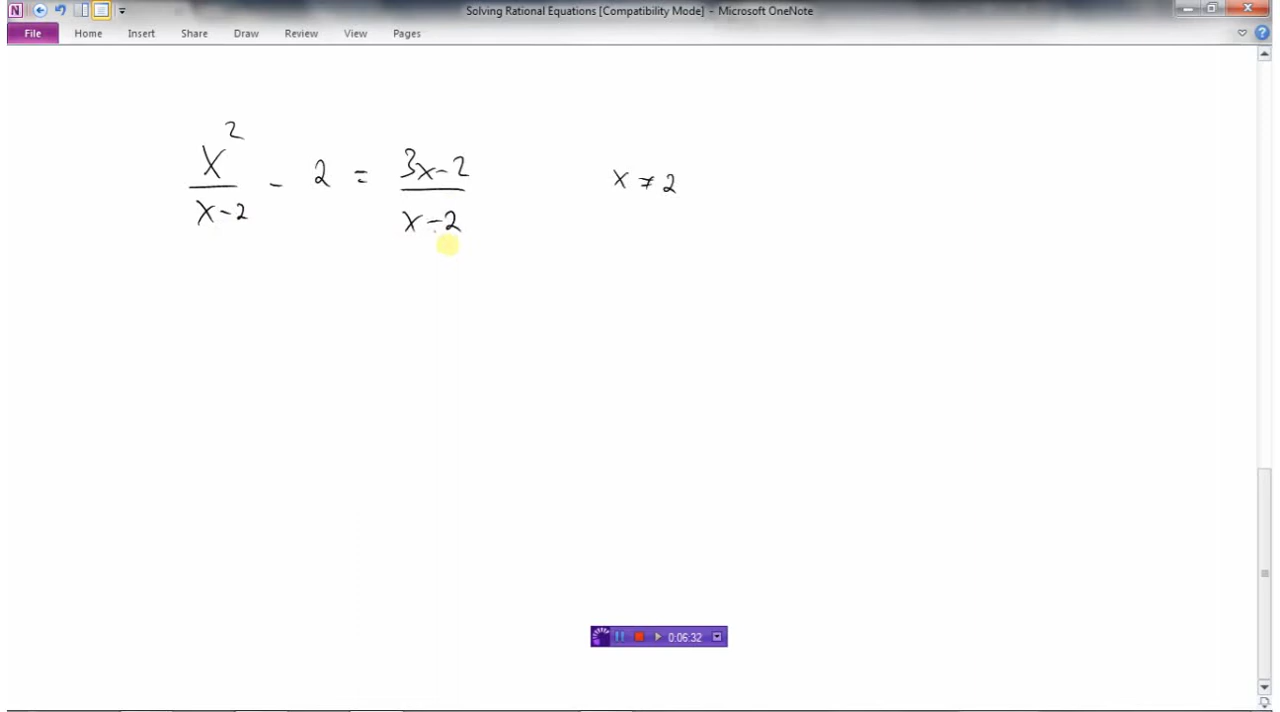 Solving Rational Equations [Compatibility Mode] - Microsoft OneNote
File Home Insert Share Draw Review View Pages
x^2/(x-2) - 2 = (3x-2)/(x-2)    x ≠ 2
0:06:32